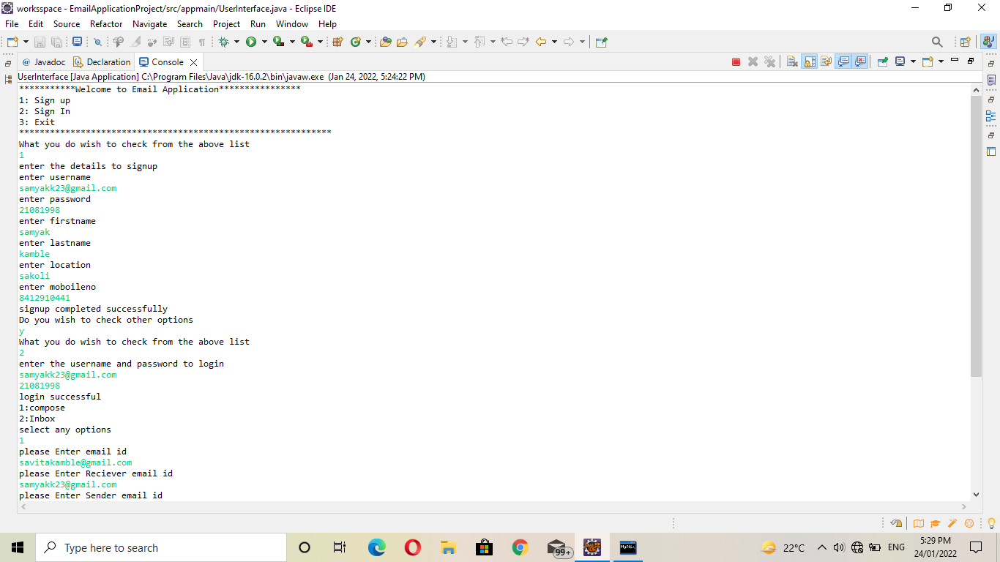 worksspace - EmailApplicationProject/src/appmain/UserInterface.java - Eclipse IDE
File Edit Source Refactor Navigate Search Project Run Window Help
@ Javadoc Declaration Console
UserInterface [Java Application] C:\Program Files\Java\jdk-16.0.2\bin\javaw.exe (Jan 24, 2022, 5:24:22 PM)
***********Welcome to Email Application****************
1: Sign up
2: Sign In
3: Exit
*************************************************************
What you do wish to check from the above list
1
enter the details to signup
enter username
samyakk23@gmail.com
enter password
21081998
enter firstname
samyak
enter lastname
kamble
enter location
sakoli
enter moboileno
8412910441
signup completed successfully
Do you wish to check other options
y
What you do wish to check from the above list
2
enter the username and password to login
samyakk23@gmail.com
21081998
login successful
1:compose
2:Inbox
select any options
1
please Enter email id
savitakamble@gmail.com
please Enter Reciever email id
samyakk23@gmail.com
please Enter Sender email id
Type here to search
99+
JAVA EE
IDE
MySQL
22°C
ENG
5:29 PM
24/01/2022